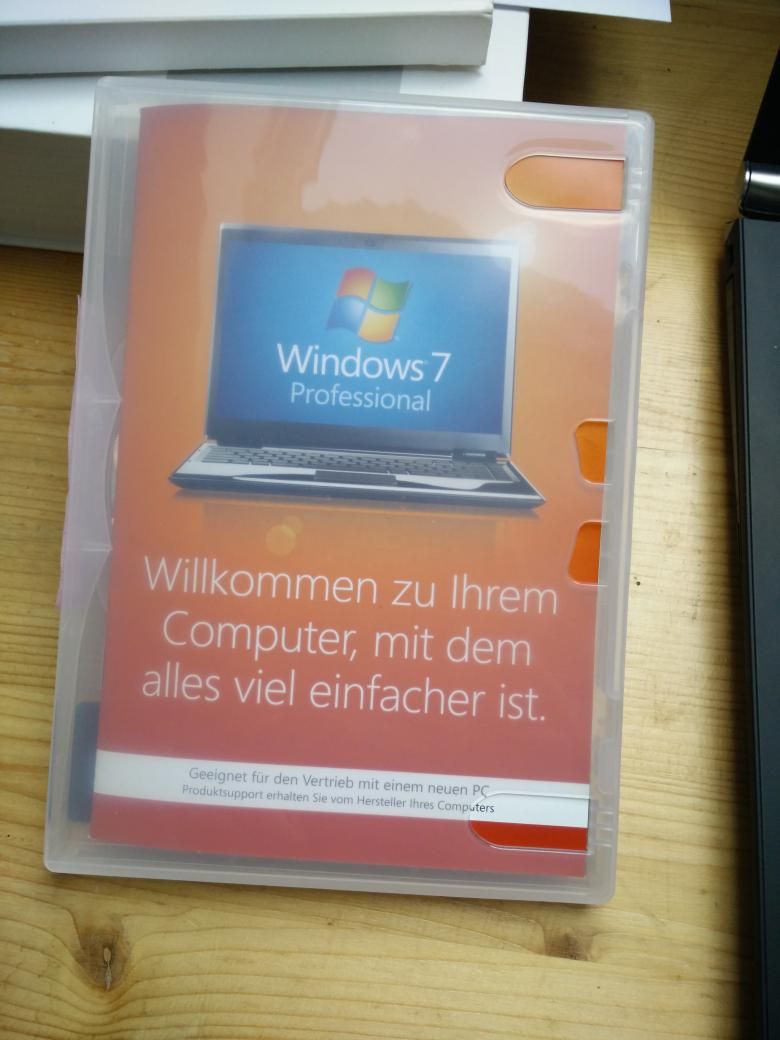 Windows 7
Professional
Willkommen zu Ihrem
Computer, mit dem
alles viel einfacher ist.
Geeignet für den Vertrieb mit einem neuen PC
Produktsupport erhalten Sie vom Hersteller Ihres Computers